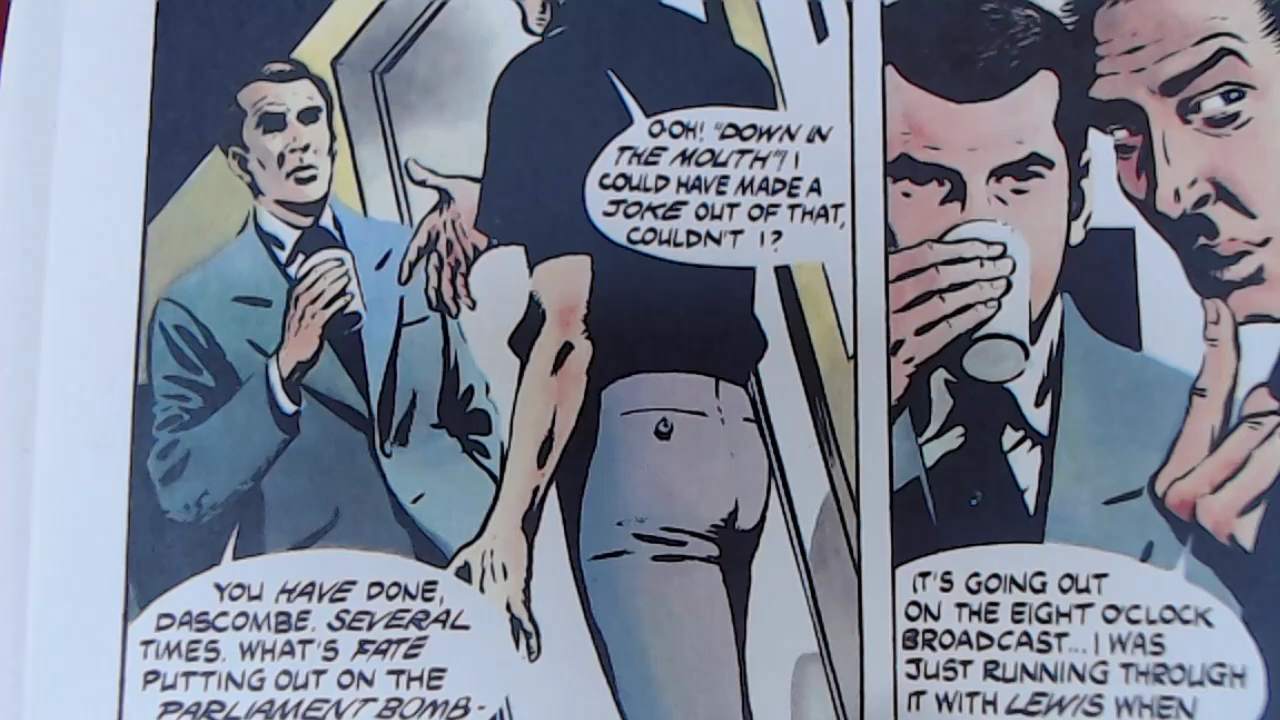 O-OH! "DOWN IN
THE MOUTH"! I
COULD HAVE MADE A
JOKE OUT OF THAT,
COULDN'T I?
YOU HAVE DONE,
DASCOMBE. SEVERAL
TIMES. WHAT'S FATE
PUTTING OUT ON THE
PARLIAMENT BOMB-
IT'S GOING OUT
ON THE EIGHT O'CLOCK
BROADCAST... I WAS
JUST RUNNING THROUGH
IT WITH LEWIS WHEN